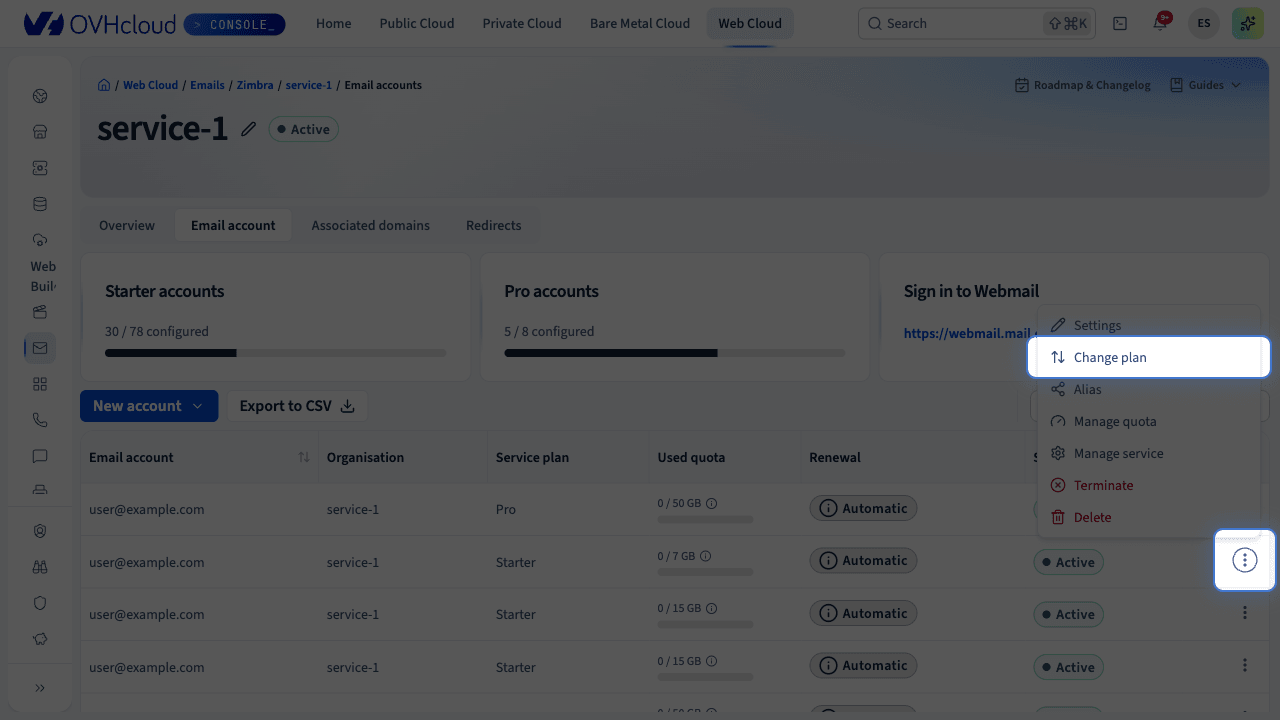 OVHcloud > CONSOLE_ Home Public Cloud Private Cloud Bare Metal Cloud Web Cloud Search ⇧⌘K 9+ ES
/ Web Cloud / Emails / Zimbra / service-1 / Email accounts Roadmap & Changelog Guides
service-1 Active
Overview Email account Associated domains Redirects
Web
Buil
Starter accounts Pro accounts Sign in to Webmail
30 / 78 configured 5 / 8 configured https://webmail.mail
Settings
Change plan
Alias
Manage quota
Manage service
Terminate
Delete
New account Export to CSV
Email account Organisation Service plan Used quota Renewal
user@example.com service-1 Pro 0 / 50 GB Automatic
user@example.com service-1 Starter 0 / 7 GB Automatic Active
user@example.com service-1 Starter 0 / 15 GB Automatic Active
user@example.com service-1 Starter 0 / 15 GB Automatic Active